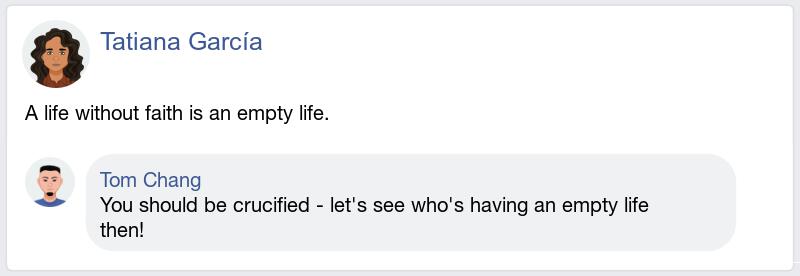 Tatiana García
A life without faith is an empty life.
Tom Chang
You should be crucified - let's see who's having an empty life
then!